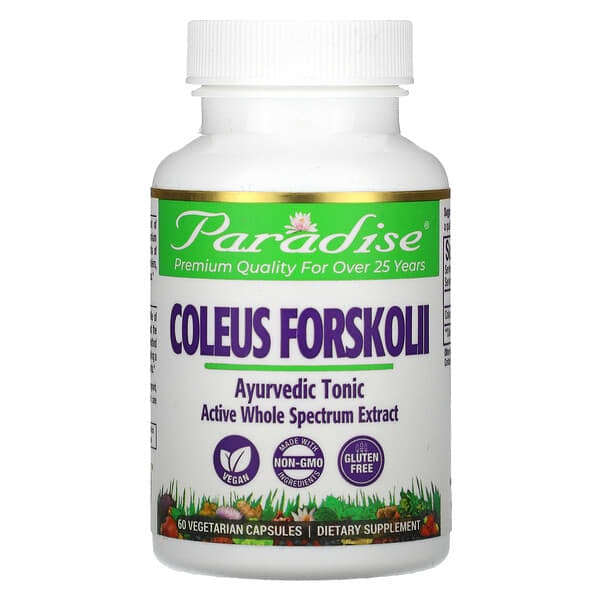 Paradise®
Premium Quality For Over 25 Years
COLEUS FORSKOLII
Ayurvedic Tonic
Active Whole Spectrum Extract
VEGAN
MADE WITH
NON-GMO
INGREDIENTS
GLUTEN
FREE
60 VEGETARIAN CAPSULES | DIETARY SUPPLEMENT